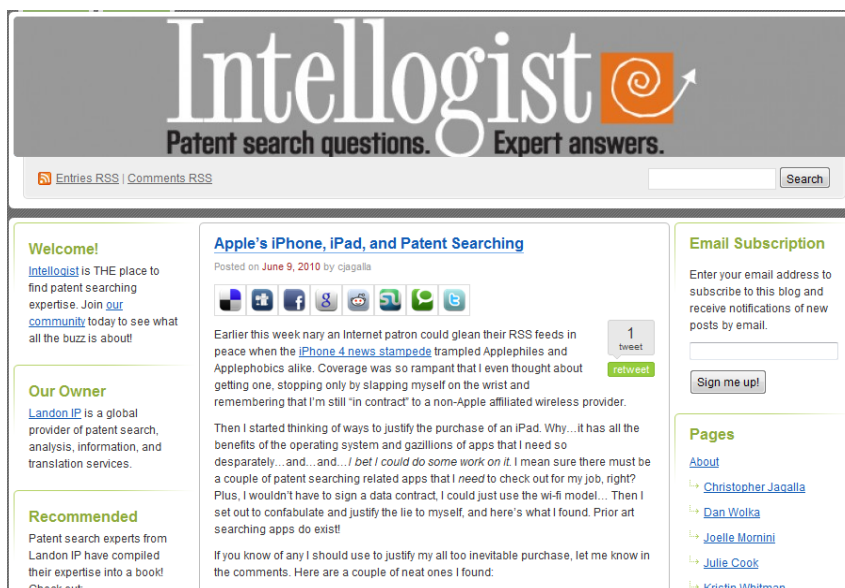 Intellogist
Patent search questions. Expert answers.
Entries RSS | Comments RSS
Search
Welcome!
Intellogist is THE place to
find patent searching
expertise. Join our
community today to see what
all the buzz is about!
Our Owner
Landon IP is a global
provider of patent search,
analysis, information, and
translation services.
Recommended
Patent search experts from
Landon IP have compiled
their expertise into a book!
Apple's iPhone, iPad, and Patent Searching
Posted on June 9, 2010 by cjagalla
1
tweet
retweet
Earlier this week nary an Internet patron could glean their RSS feeds in
peace when the iPhone 4 news stampede trampled Applephiles and
Applephobics alike. Coverage was so rampant that I even thought about
getting one, stopping only by slapping myself on the wrist and
remembering that I'm still “in contract” to a non-Apple affiliated wireless provider.
Then I started thinking of ways to justify the purchase of an iPad. Why…it has all the
benefits of the operating system and gazillions of apps that I need so
desparately…and…and…I bet I could do some work on it. I mean sure there must be
a couple of patent searching related apps that I need to check out for my job, right?
Plus, I wouldn't have to sign a data contract, I could just use the wi-fi model… Then I
set out to confabulate and justify the lie to myself, and here's what I found. Prior art
searching apps do exist!
If you know of any I should use to justify my all too inevitable purchase, let me know in
the comments. Here are a couple of neat ones I found:
Email Subscription
Enter your email address to
subscribe to this blog and
receive notifications of new
posts by email.
Sign me up!
Pages
About
Christopher Jagalla
Dan Wolka
Joelle Mornini
Julie Cook
Kristin Whitman